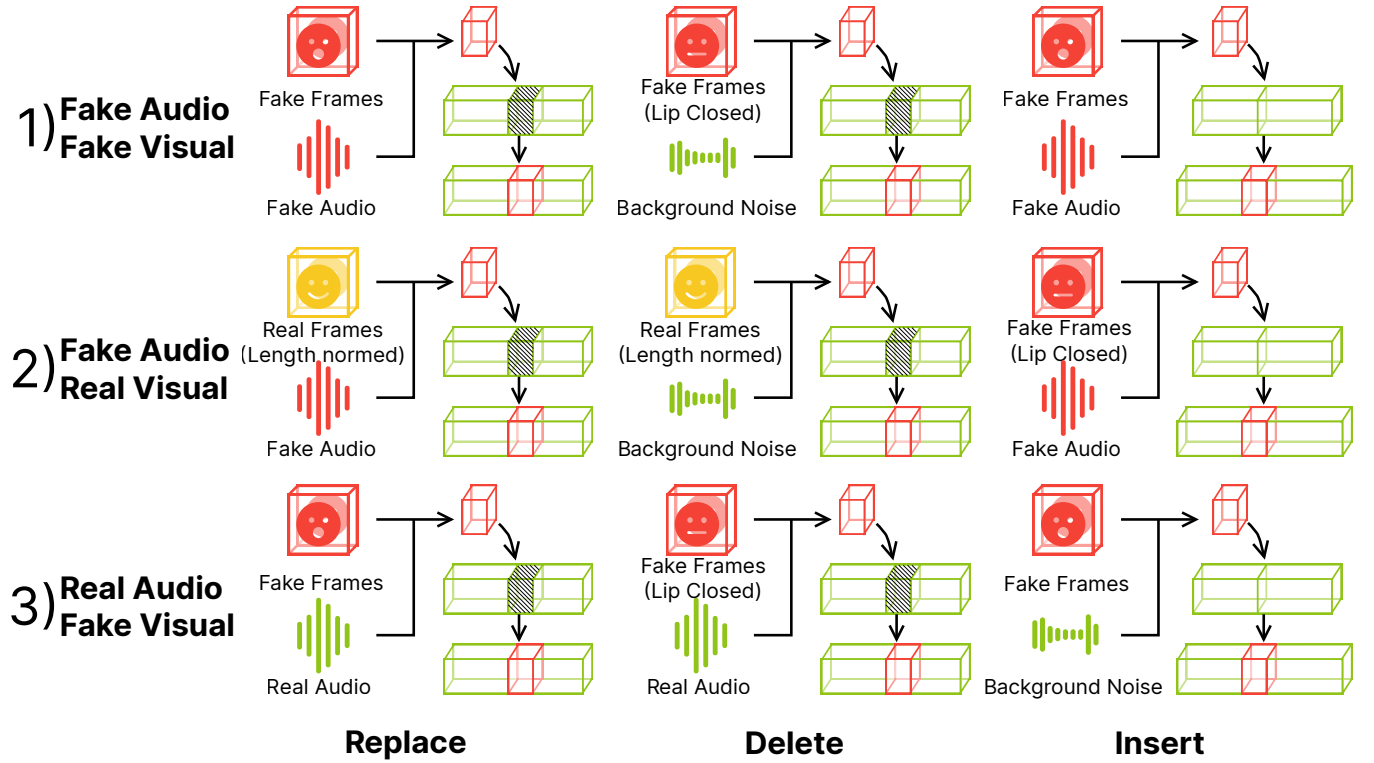 1)
Fake Audio
Fake Visual
Fake Frames
Fake Audio
Fake Frames
(Lip Closed)
Background Noise
Fake Frames
Fake Audio
2)
Fake Audio
Real Visual
Real Frames
(Length normed)
Fake Audio
Real Frames
(Length normed)
Background Noise
Fake Frames
(Lip Closed)
Fake Audio
3)
Real Audio
Fake Visual
Fake Frames
Real Audio
Fake Frames
(Lip Closed)
Real Audio
Fake Frames
Background Noise
Replace
Delete
Insert